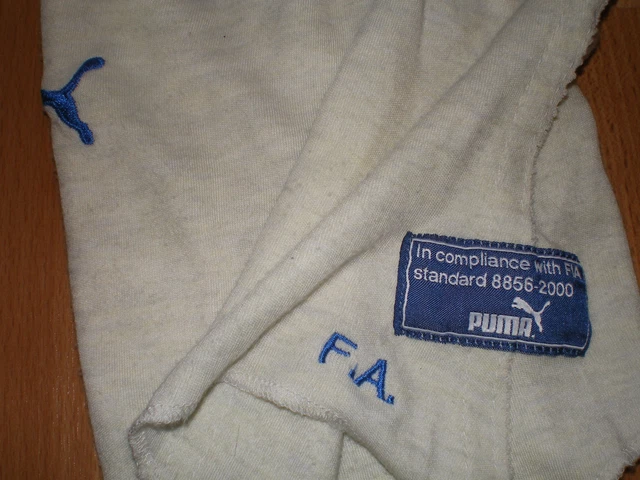 In compliance with FIA
standard 8856-2000
PUMA
F.A.